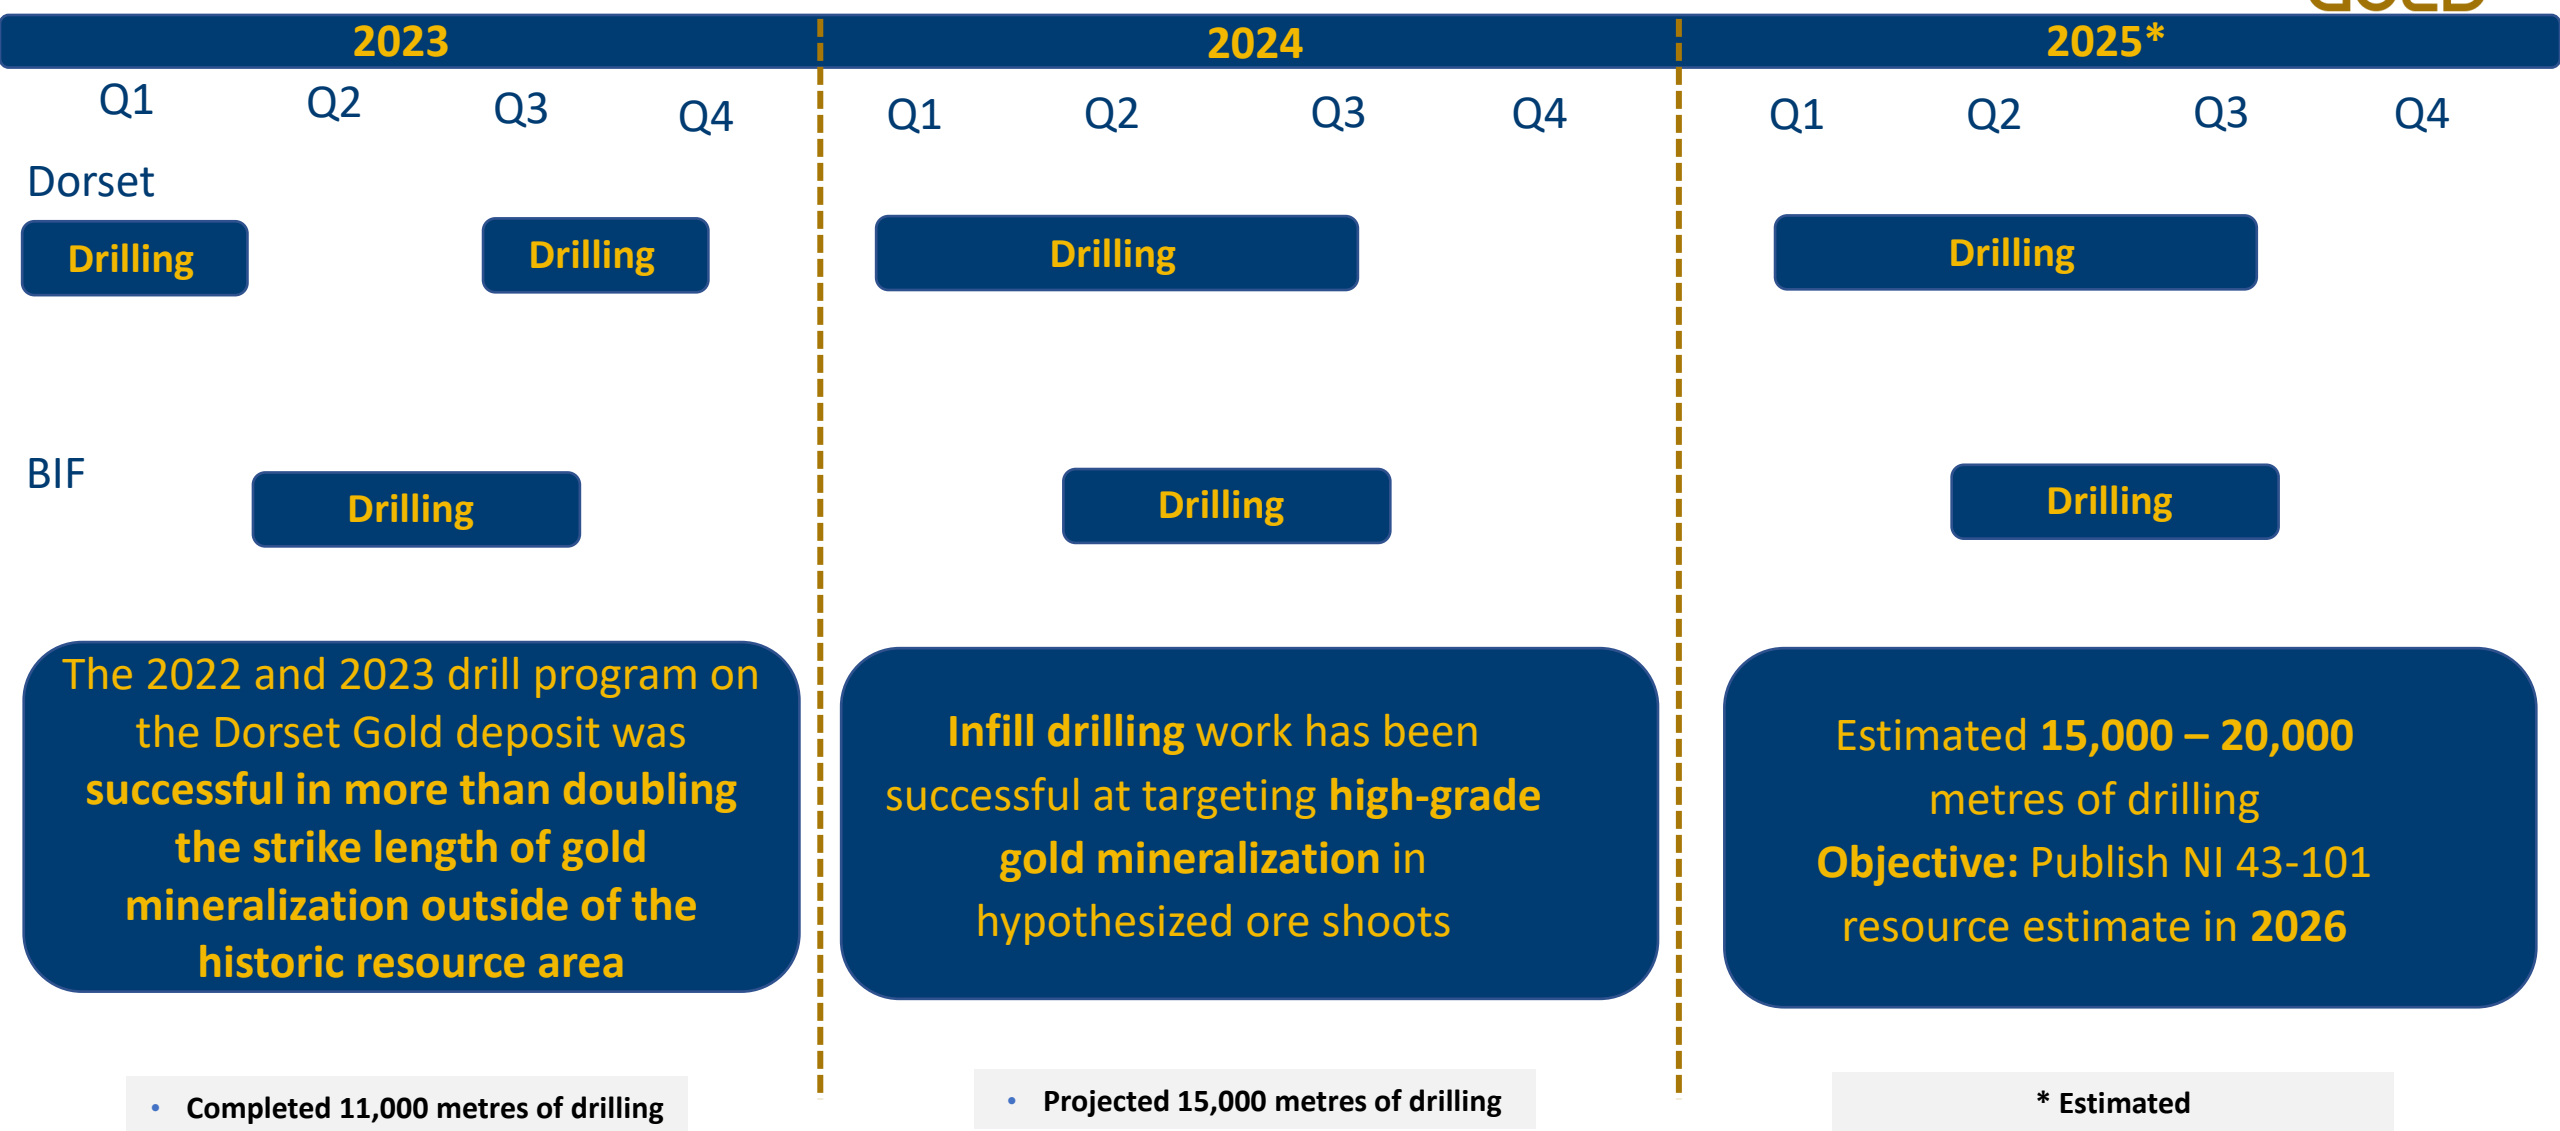 GOLD
2023 2024 2025*
Q1 Q2 Q3 Q4 Q1 Q2 Q3 Q4 Q1 Q2 Q3 Q4
Dorset
Drilling Drilling Drilling Drilling
BIF
Drilling Drilling Drilling
The 2022 and 2023 drill program on
the Dorset Gold deposit was
successful in more than doubling
the strike length of gold
mineralization outside of the
historic resource area
Infill drilling work has been
successful at targeting high-grade
gold mineralization in
hypothesized ore shoots
Estimated 15,000 – 20,000
metres of drilling
Objective: Publish NI 43-101
resource estimate in 2026
• Completed 11,000 metres of drilling
• Projected 15,000 metres of drilling
* Estimated